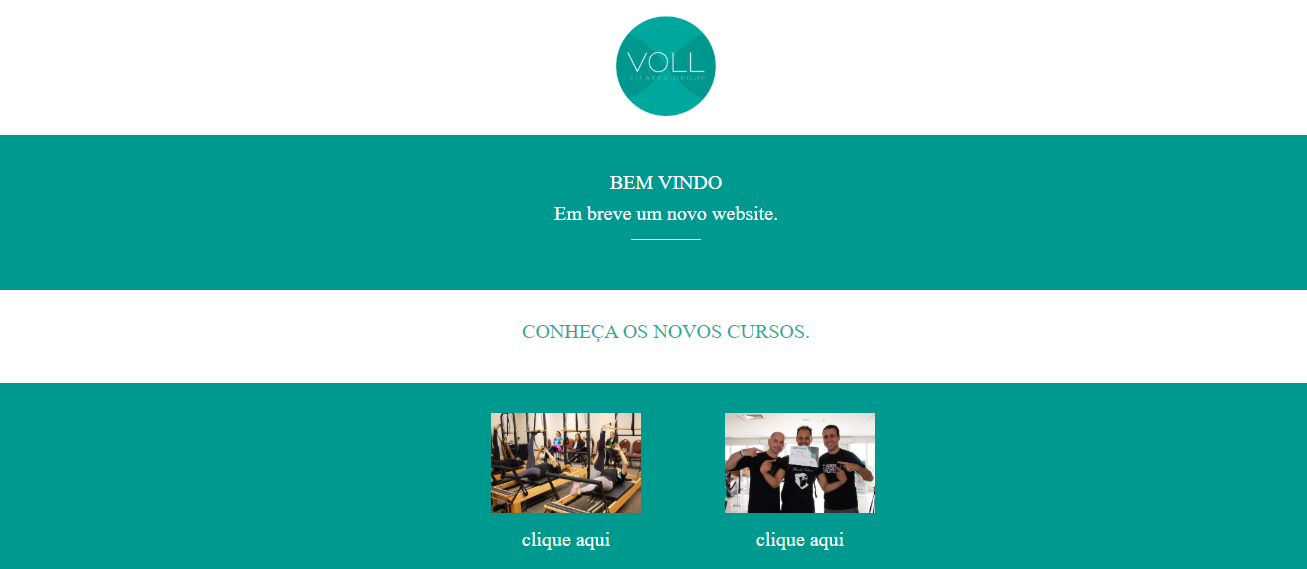 VOLL
PILATES GROUP
BEM VINDO
Em breve um novo website.
CONHEÇA OS NOVOS CURSOS.
clique aqui
clique aqui